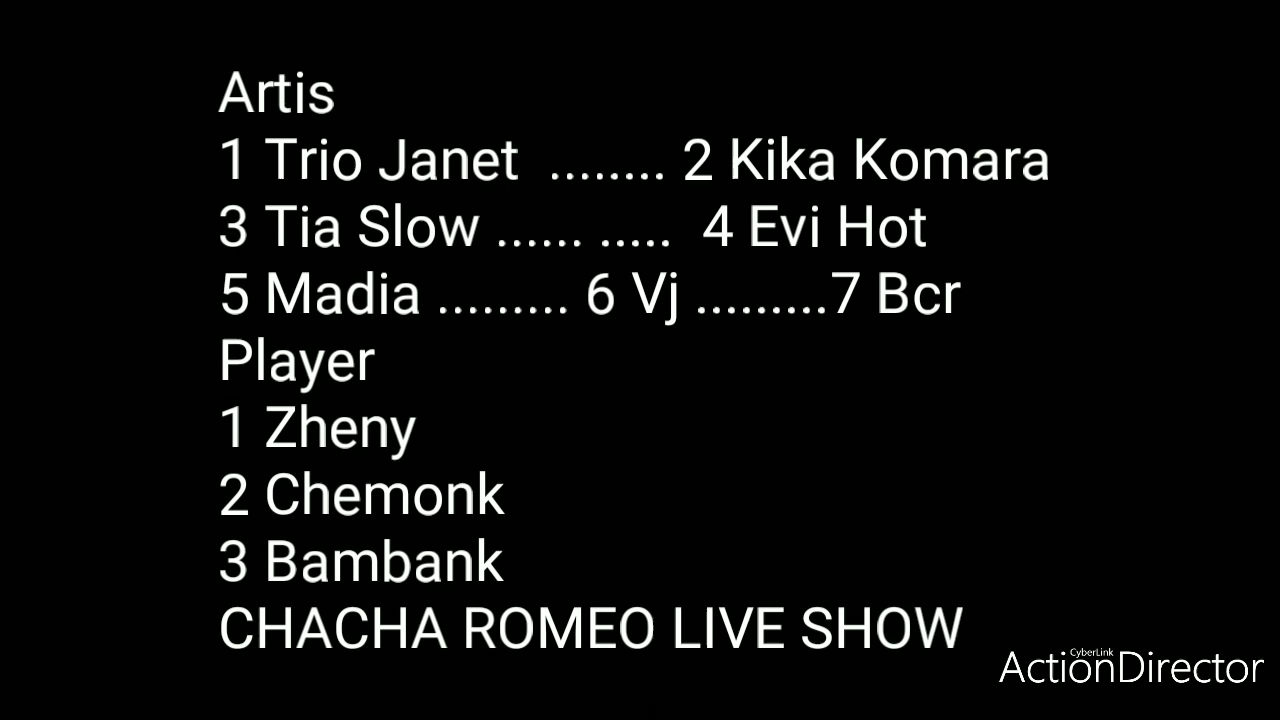 Artis
1 Trio Janet ........ 2 Kika Komara
3 Tia Slow ...... ..... 4 Evi Hot
5 Madia ......... 6 Vj .........7 Bcr
Player
1 Zheny
2 Chemonk
3 Bambank
CHACHA ROMEO LIVE SHOW
CyberLink
ActionDirector